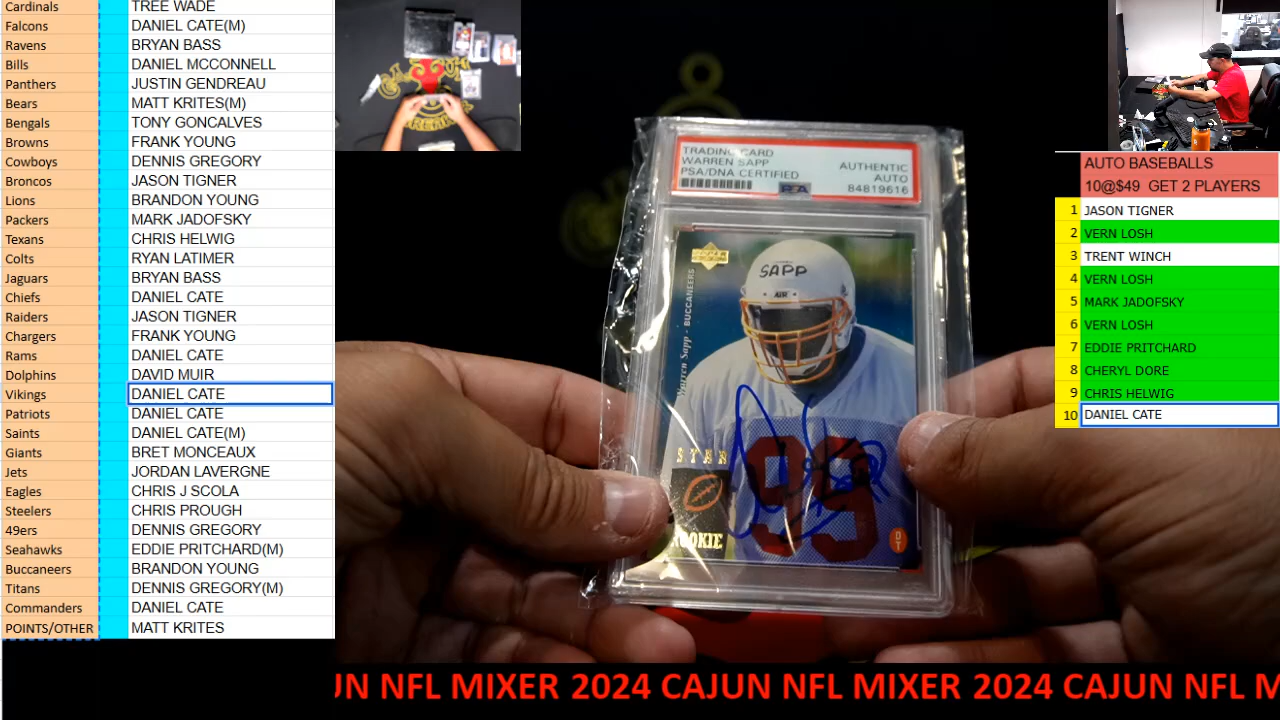 Cardinals TREE WADE
Falcons DANIEL CATE(M)
Ravens BRYAN BASS
Bills DANIEL MCCONNELL
Panthers JUSTIN GENDREAU
Bears MATT KRITES(M)
Bengals TONY GONCALVES
Browns FRANK YOUNG
Cowboys DENNIS GREGORY
Broncos JASON TIGNER
Lions BRANDON YOUNG
Packers MARK JADOFSKY
Texans CHRIS HELWIG
Colts RYAN LATIMER
Jaguars BRYAN BASS
Chiefs DANIEL CATE
Raiders JASON TIGNER
Chargers FRANK YOUNG
Rams DANIEL CATE
Dolphins DAVID MUIR
Vikings DANIEL CATE
Patriots DANIEL CATE
Saints DANIEL CATE(M)
Giants BRET MONCEAUX
Jets JORDAN LAVERGNE
Eagles CHRIS J SCOLA
Steelers CHRIS PROUGH
49ers DENNIS GREGORY
Seahawks EDDIE PRITCHARD(M)
Buccaneers BRANDON YOUNG
Titans DENNIS GREGORY(M)
Commanders DANIEL CATE
POINTS/OTHER MATT KRITES
TRADING CARD
WARREN SAPP
PSA/DNA CERTIFIED
AUTHENTIC
AUTO
84819616
PSA
UPPER DECK
Warren Sapp - BUCCANEERS
SAPP
AIR
95
STAR
ROOKIE
DT
AUTO BASEBALLS
10@$49 GET 2 PLAYERS
1 JASON TIGNER
2 VERN LOSH
3 TRENT WINCH
4 VERN LOSH
5 MARK JADOFSKY
6 VERN LOSH
7 EDDIE PRITCHARD
8 CHERYL DORE
9 CHRIS HELWIG
10 DANIEL CATE
UN NFL MIXER 2024 CAJUN NFL MIXER 2024 CAJUN NFL M